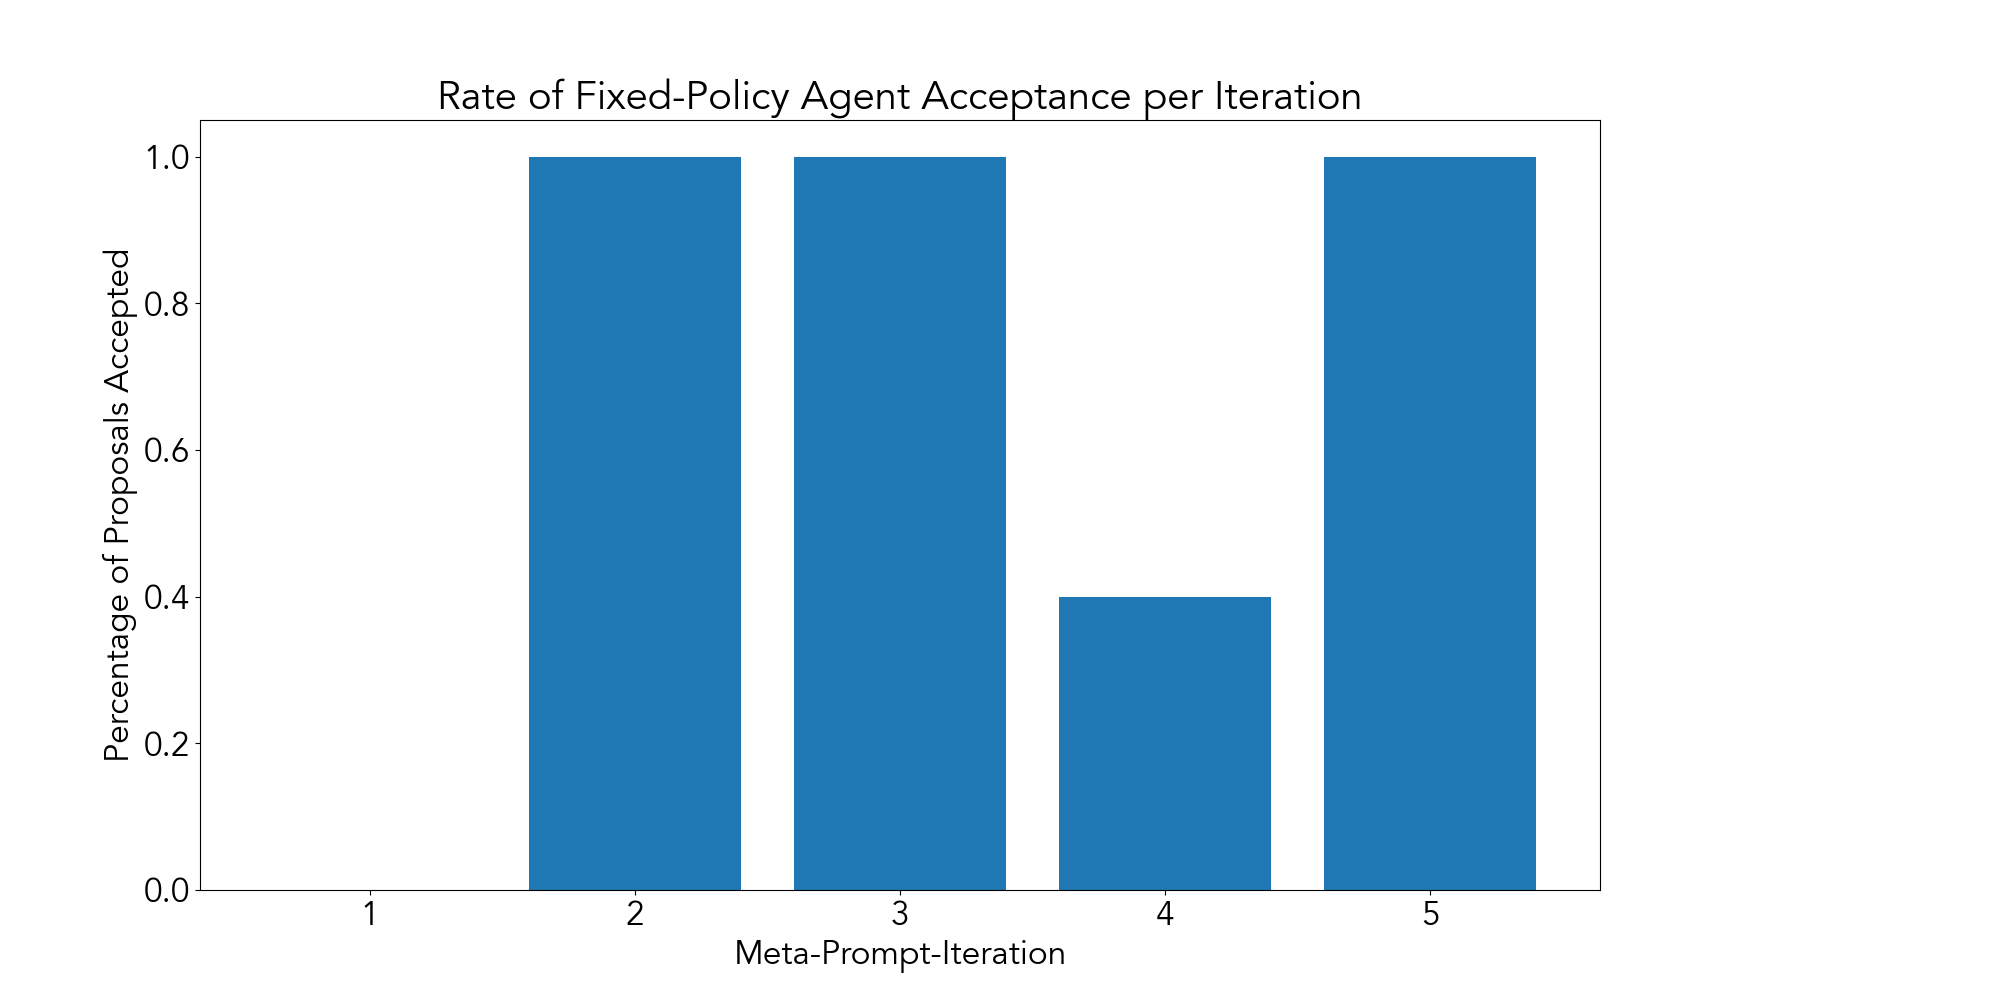 Rate of Fixed-Policy Agent Acceptance per Iteration
Percentage of Proposals Accepted
1.0
0.8
0.6
0.4
0.2
0.0
1 2 3 4 5
Meta-Prompt-Iteration